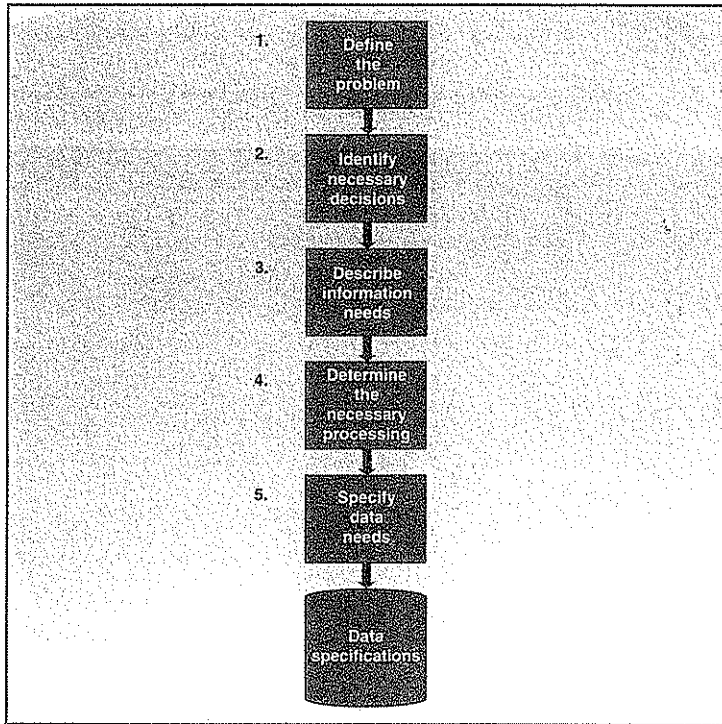 1.
Define
the
problem
2.
Identify
necessary
decisions
3.
Describe
information
needs
4.
Determine
the
necessary
processing
5.
Specify
data
needs
Data
specifications